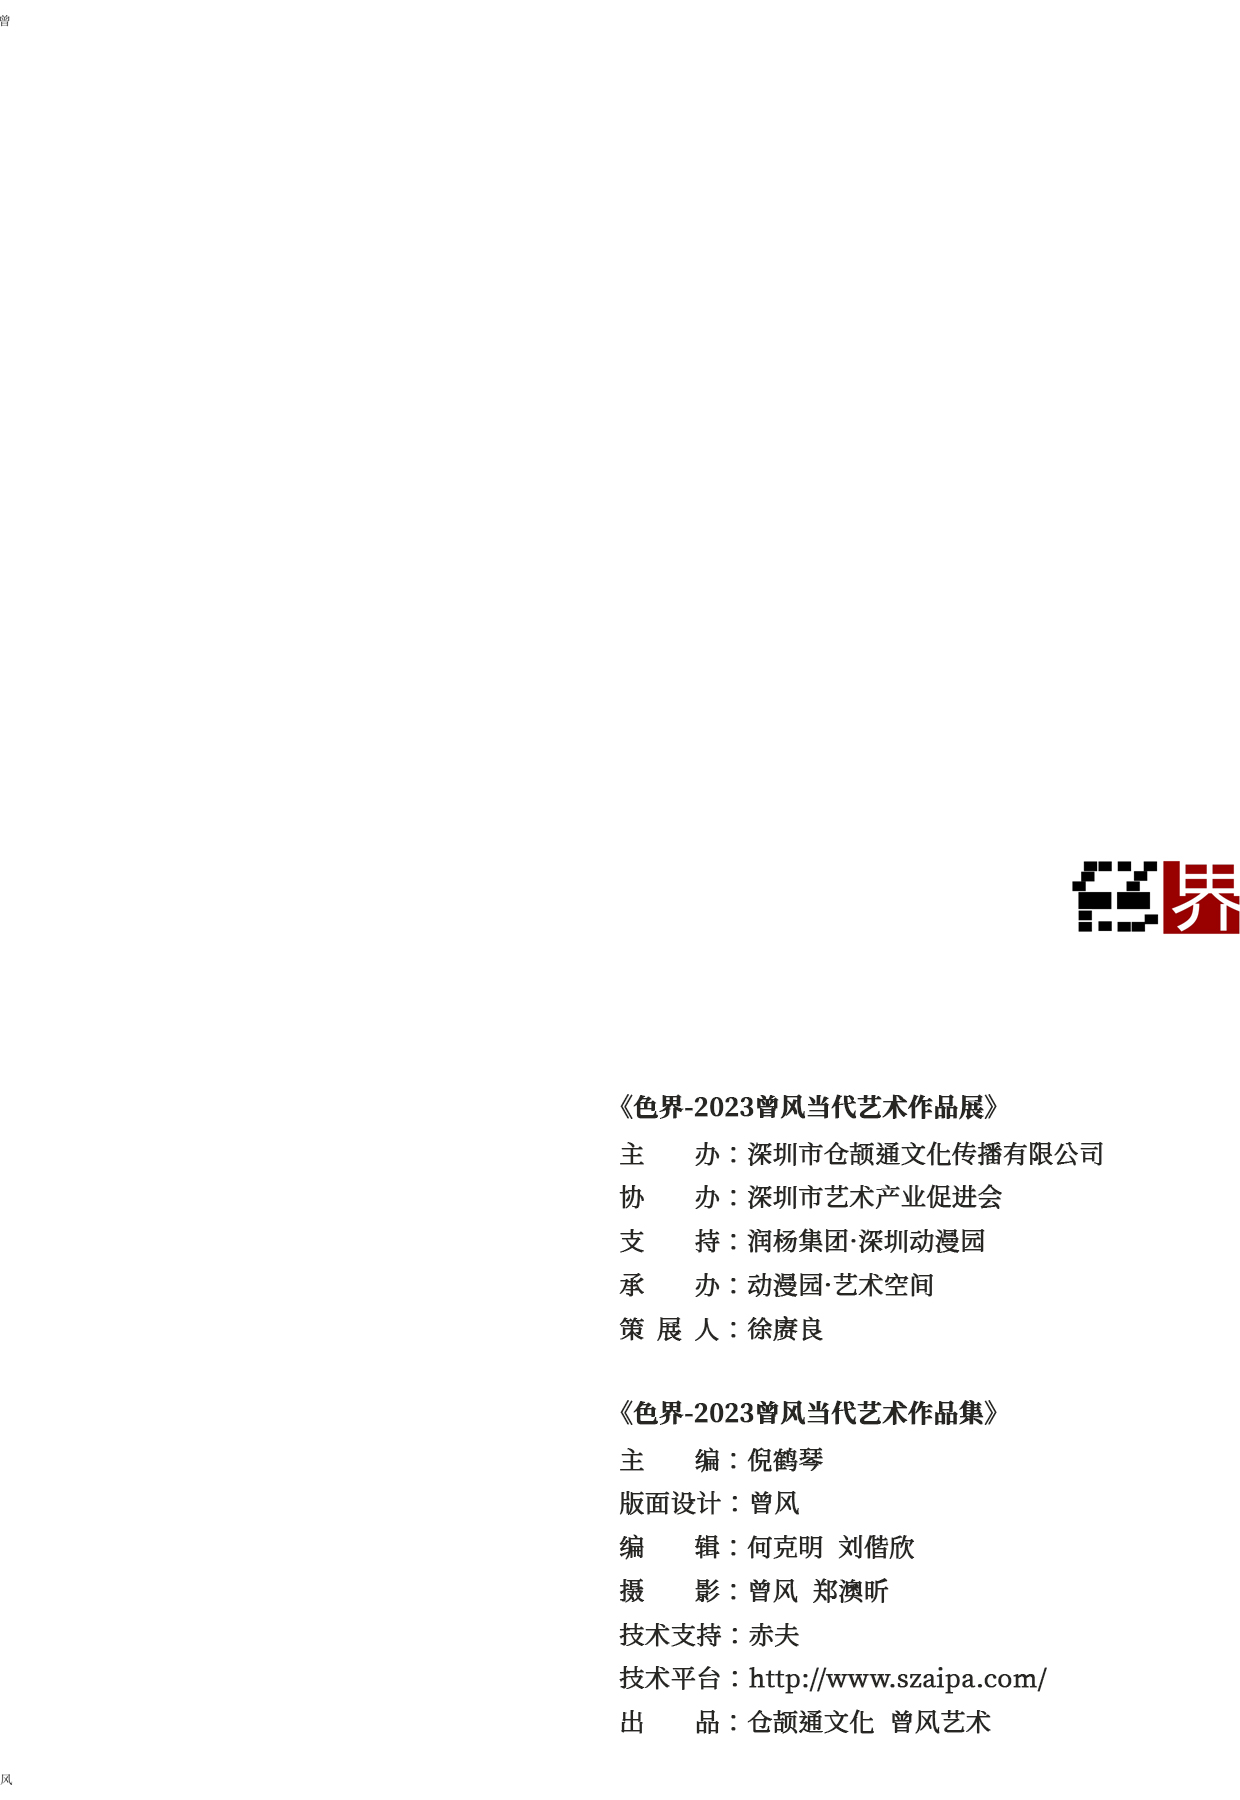 曾
色界
《色界-2023曾风当代艺术作品展》
主 办：深圳市仓颉通文化传播有限公司
协 办：深圳市艺术产业促进会
支 持：润杨集团·深圳动漫园
承 办：动漫园·艺术空间
策 展 人：徐赓良
《色界-2023曾风当代艺术作品集》
主 编：倪鹤琴
版面设计：曾风
编 辑：何克明 刘偕欣
摄 影：曾风 郑澳昕
技术支持：赤夫
技术平台：http://www.szaipa.com/
出 品：仓颉通文化 曾风艺术
风